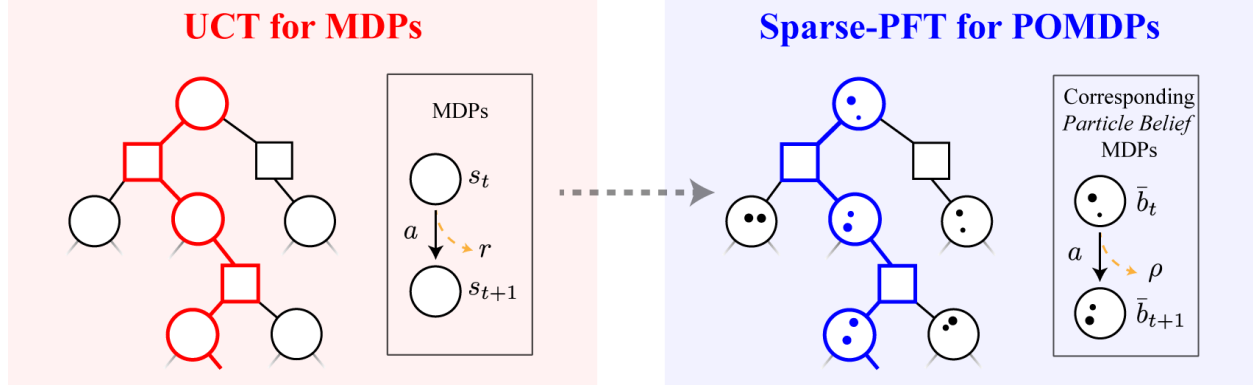 UCT for MDPs
MDPs
s_t
a
r
s_{t+1}
Sparse-PFT for POMDPs
Corresponding
Particle Belief
MDPs
b̄_t
a
ρ
b̄_{t+1}